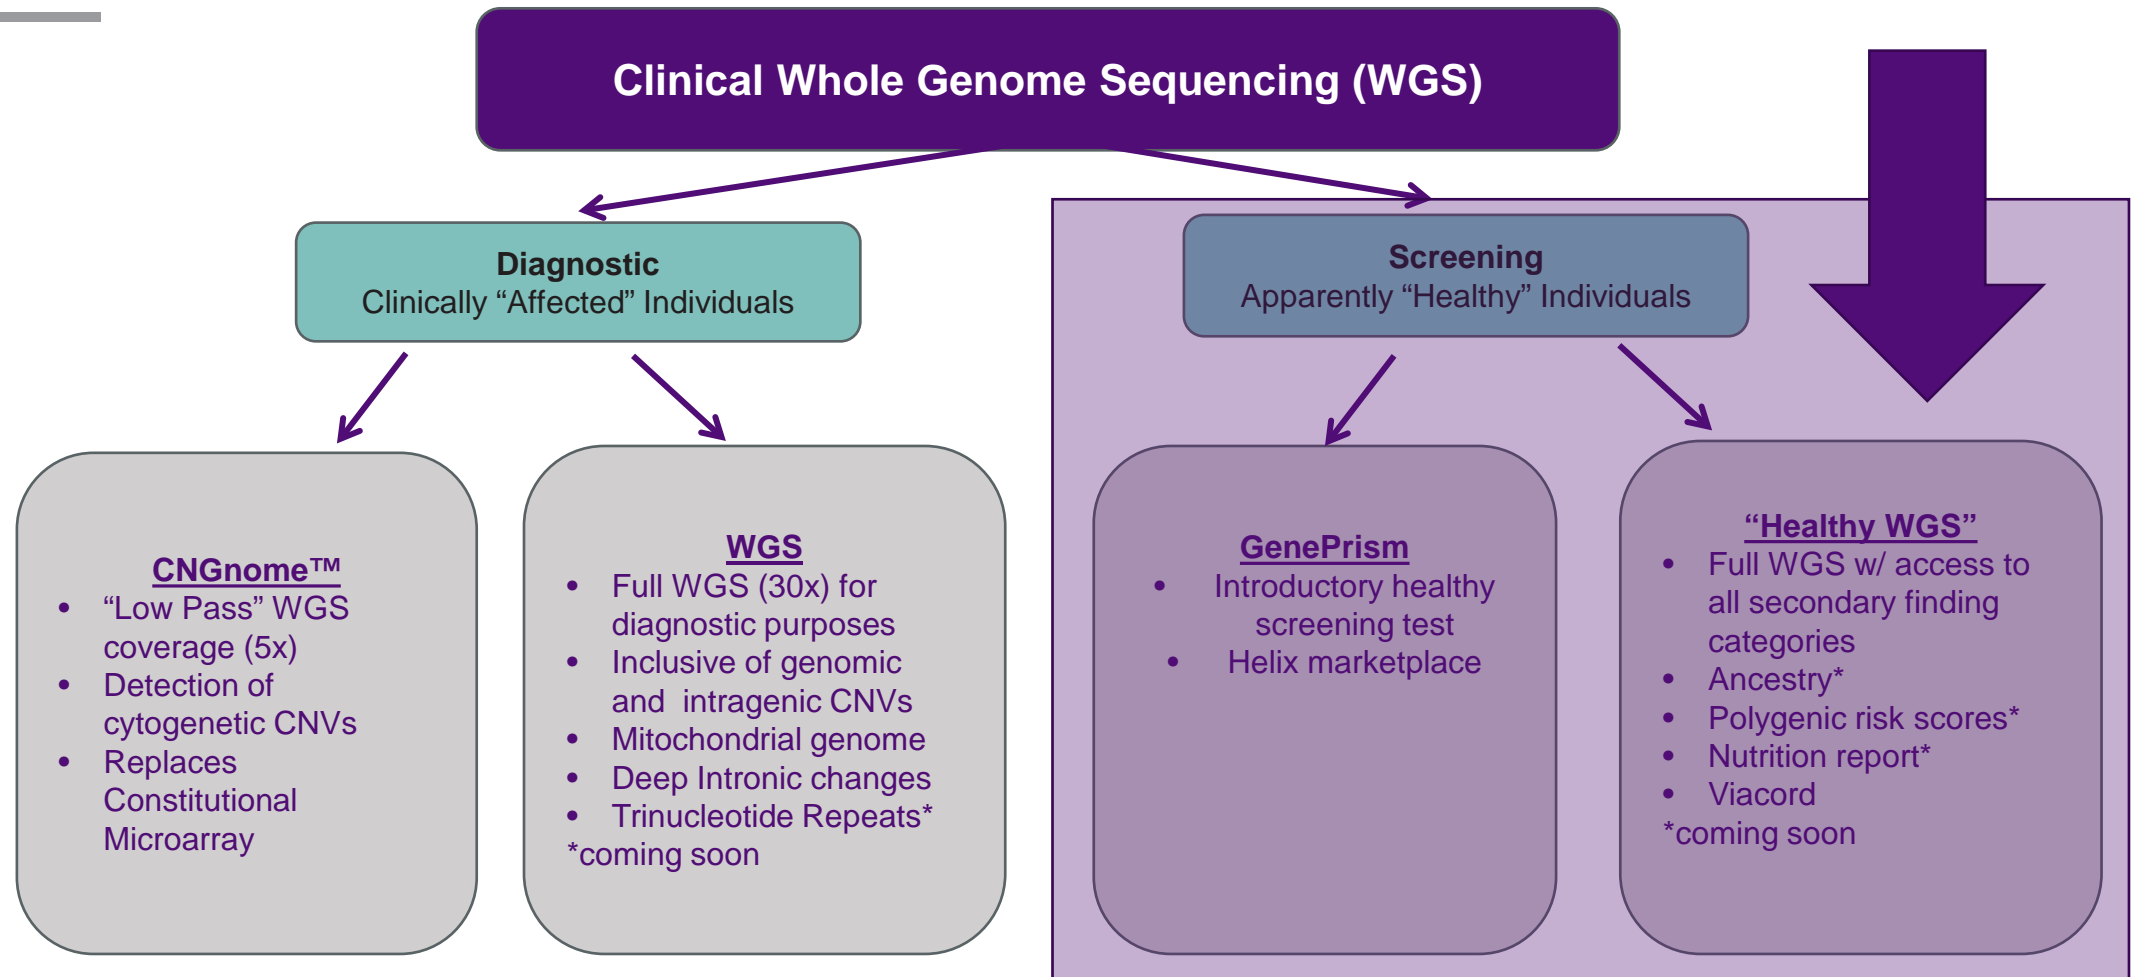 Clinical Whole Genome Sequencing (WGS)
Diagnostic
Clinically “Affected” Individuals
Screening
Apparently “Healthy” Individuals
CNGnome™
• “Low Pass” WGS
coverage (5x)
• Detection of
cytogenetic CNVs
• Replaces
Constitutional
Microarray
WGS
• Full WGS (30x) for
diagnostic purposes
• Inclusive of genomic
and intragenic CNVs
• Mitochondrial genome
• Deep Intronic changes
• Trinucleotide Repeats*
*coming soon
GenePrism
• Introductory healthy
screening test
• Helix marketplace
“Healthy WGS”
• Full WGS w/ access to
all secondary finding
categories
• Ancestry*
• Polygenic risk scores*
• Nutrition report*
• Viacord
*coming soon